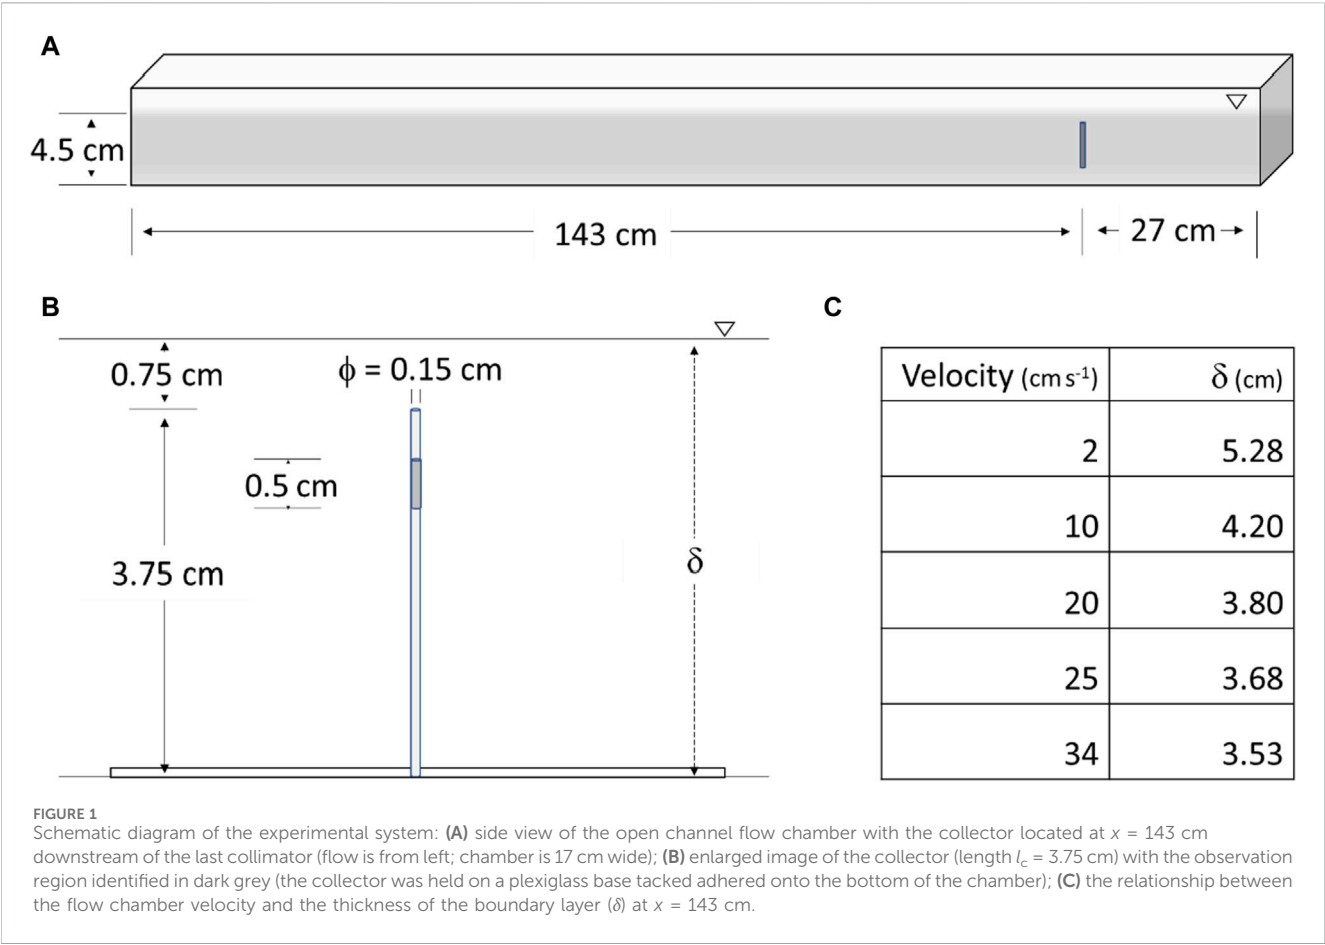 A
4.5 cm
143 cm
27 cm
B
C
0.75 cm
ϕ = 0.15 cm
0.5 cm
3.75 cm
δ
Velocity (cm s-1) δ (cm)
2 5.28
10 4.20
20 3.80
25 3.68
34 3.53
FIGURE 1
Schematic diagram of the experimental system: (A) side view of the open channel flow chamber with the collector located at x = 143 cm
downstream of the last collimator (flow is from left; chamber is 17 cm wide); (B) enlarged image of the collector (length lc = 3.75 cm) with the observation
region identified in dark grey (the collector was held on a plexiglass base tacked adhered onto the bottom of the chamber); (C) the relationship between
the flow chamber velocity and the thickness of the boundary layer (δ) at x = 143 cm.